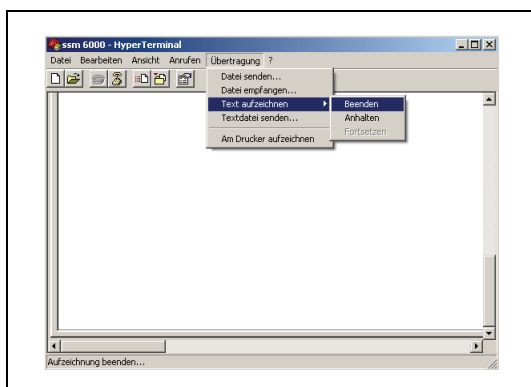 ssm 6000 - HyperTerminal
Datei Bearbeiten Ansicht Anrufen Übertragung ?
Datei senden...
Datei empfangen...
Text aufzeichnen
Beenden
Textdatei senden...
Anhalten
Fortsetzen
Am Drucker aufzeichnen
Aufzeichnung beenden...